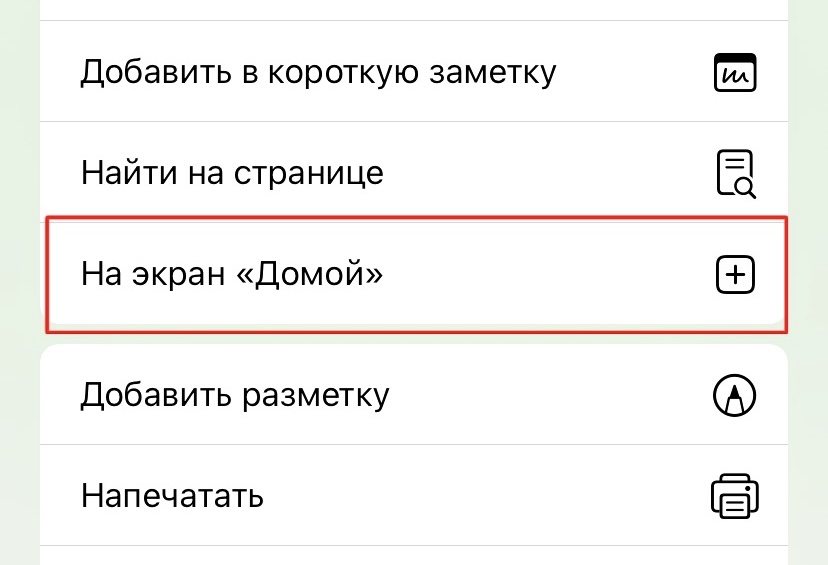 Добавить в короткую заметку
Найти на странице
На экран «Домой»
Добавить разметку
Напечатать